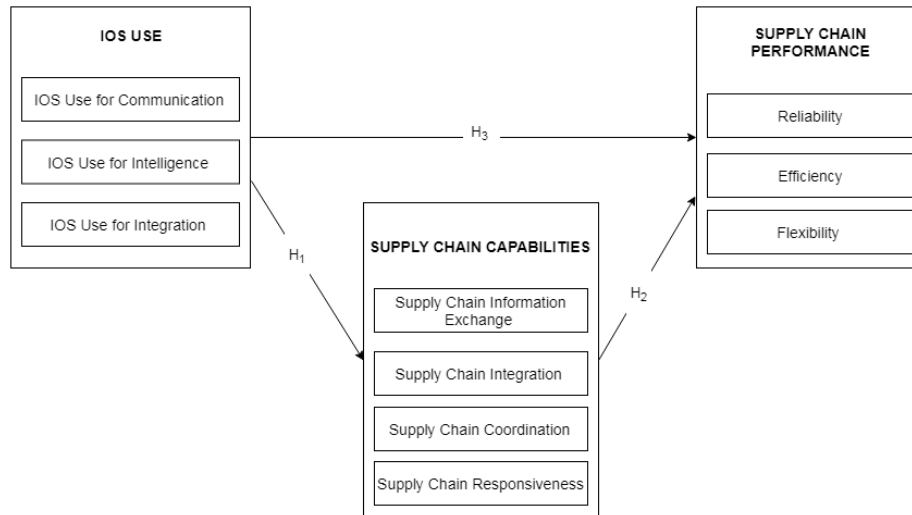 IOS USE
IOS Use for Communication
IOS Use for Intelligence
IOS Use for Integration
H₃
H₁
SUPPLY CHAIN CAPABILITIES
Supply Chain Information
Exchange
Supply Chain Integration
Supply Chain Coordination
Supply Chain Responsiveness
H₂
SUPPLY CHAIN
PERFORMANCE
Reliability
Efficiency
Flexibility